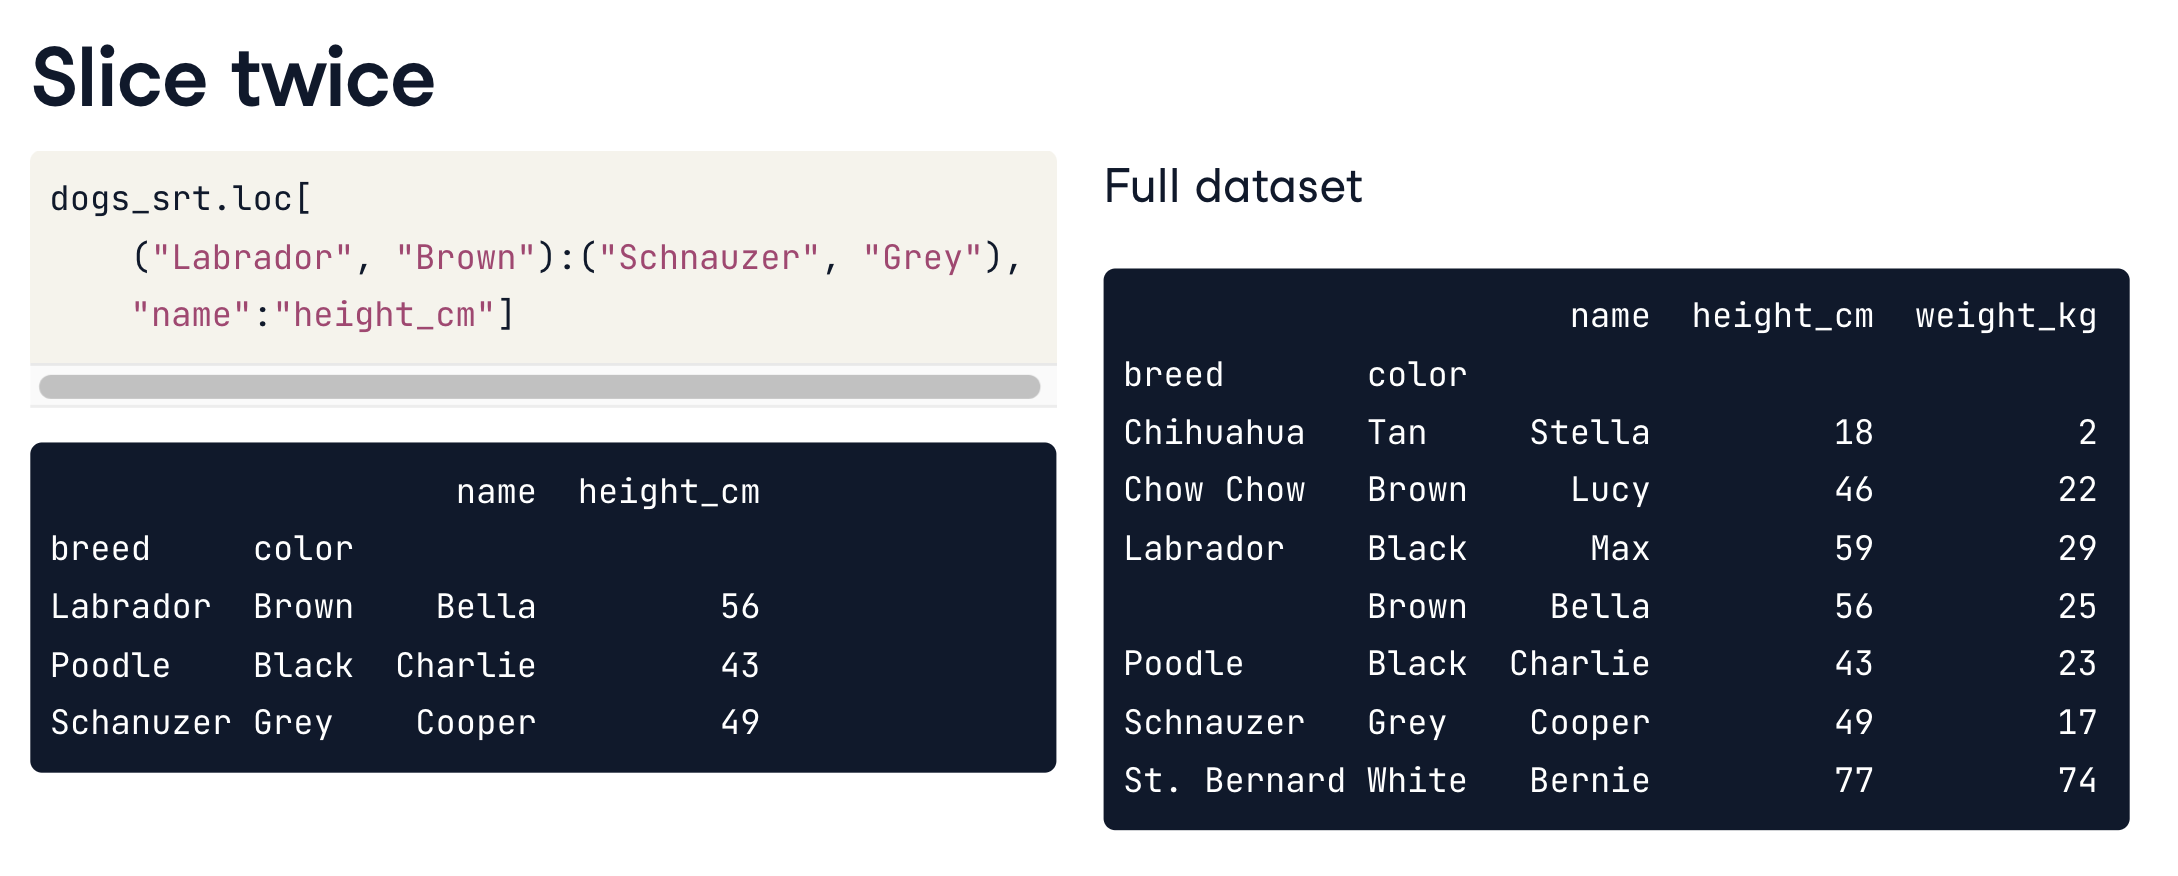 Slice twice
dogs_srt.loc[
    ("Labrador", "Brown"):("Schnauzer", "Grey"),
    "name":"height_cm"]
                    name  height_cm
breed     color
Labrador  Brown    Bella         56
Poodle    Black  Charlie         43
Schanuzer Grey    Cooper         49
Full dataset
                      name  height_cm  weight_kg
breed       color
Chihuahua   Tan     Stella         18          2
Chow Chow   Brown     Lucy         46         22
Labrador    Black      Max         59         29
            Brown    Bella         56         25
Poodle      Black  Charlie         43         23
Schnauzer   Grey    Cooper         49         17
St. Bernard White   Bernie         77         74